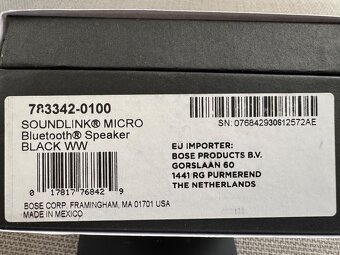 783342-0100
SOUNDLINK® MICRO
Bluetooth® Speaker
BLACK WW
0 17817 76842 9
BOSE CORP. FRAMINGHAM, MA 01701 USA
MADE IN MEXICO
SN: 076842930612572AE
EU IMPORTER:
BOSE PRODUCTS B.V.
GORSLAAN 60
1441 RG PURMEREND
THE NETHERLANDS